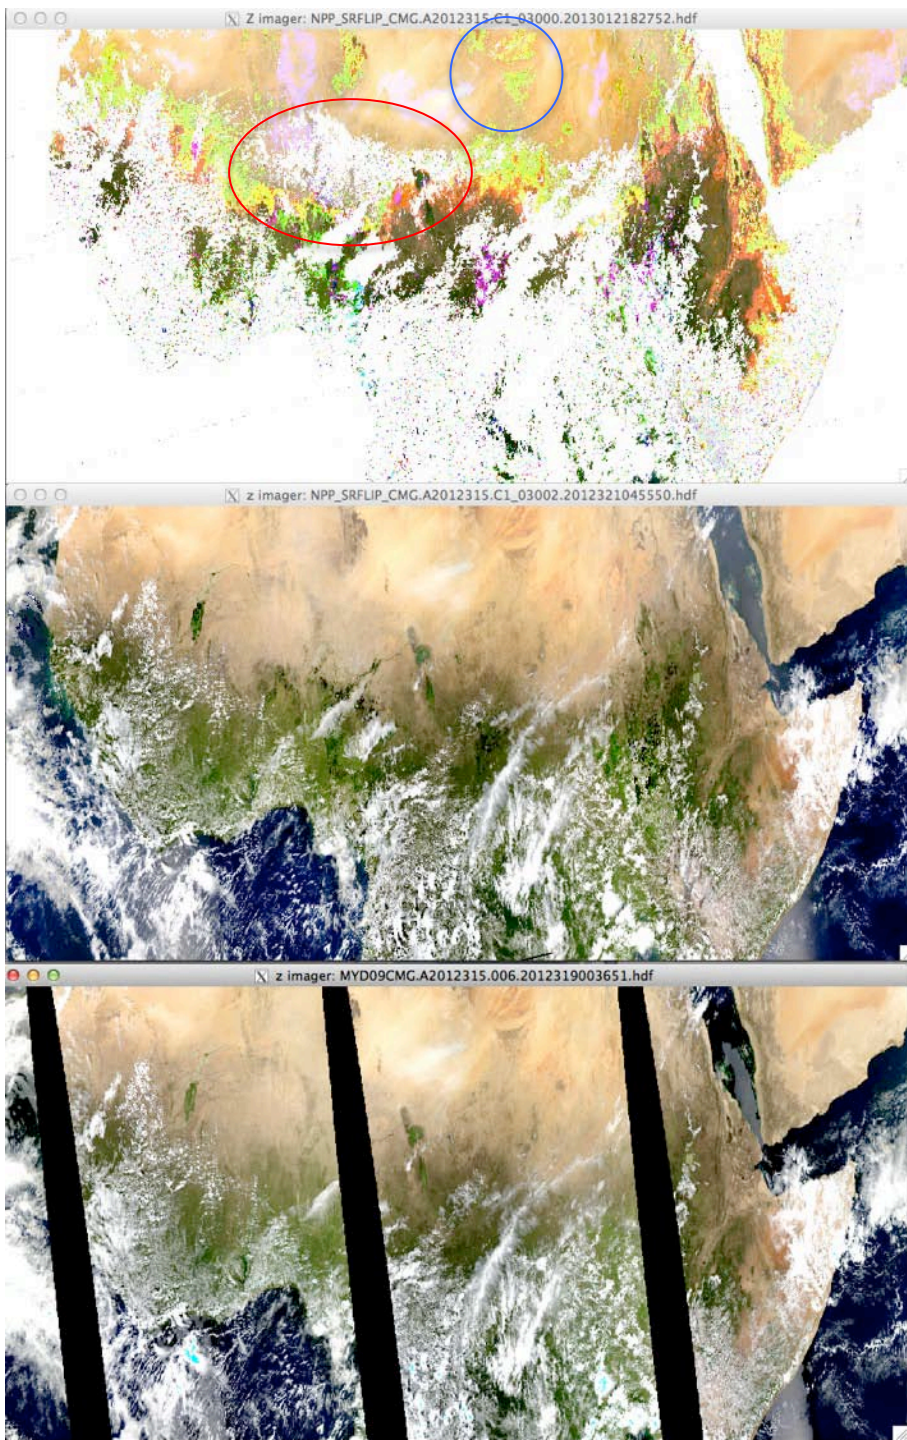 Z imager: NPP_SRFLIP_CMG.A2012315.C1_03000.2013012182752.hdf
z imager: NPP_SRFLIP_CMG.A2012315.C1_03002.2012321045550.hdf
z imager: MYD09CMG.A2012315.006.2012319003651.hdf